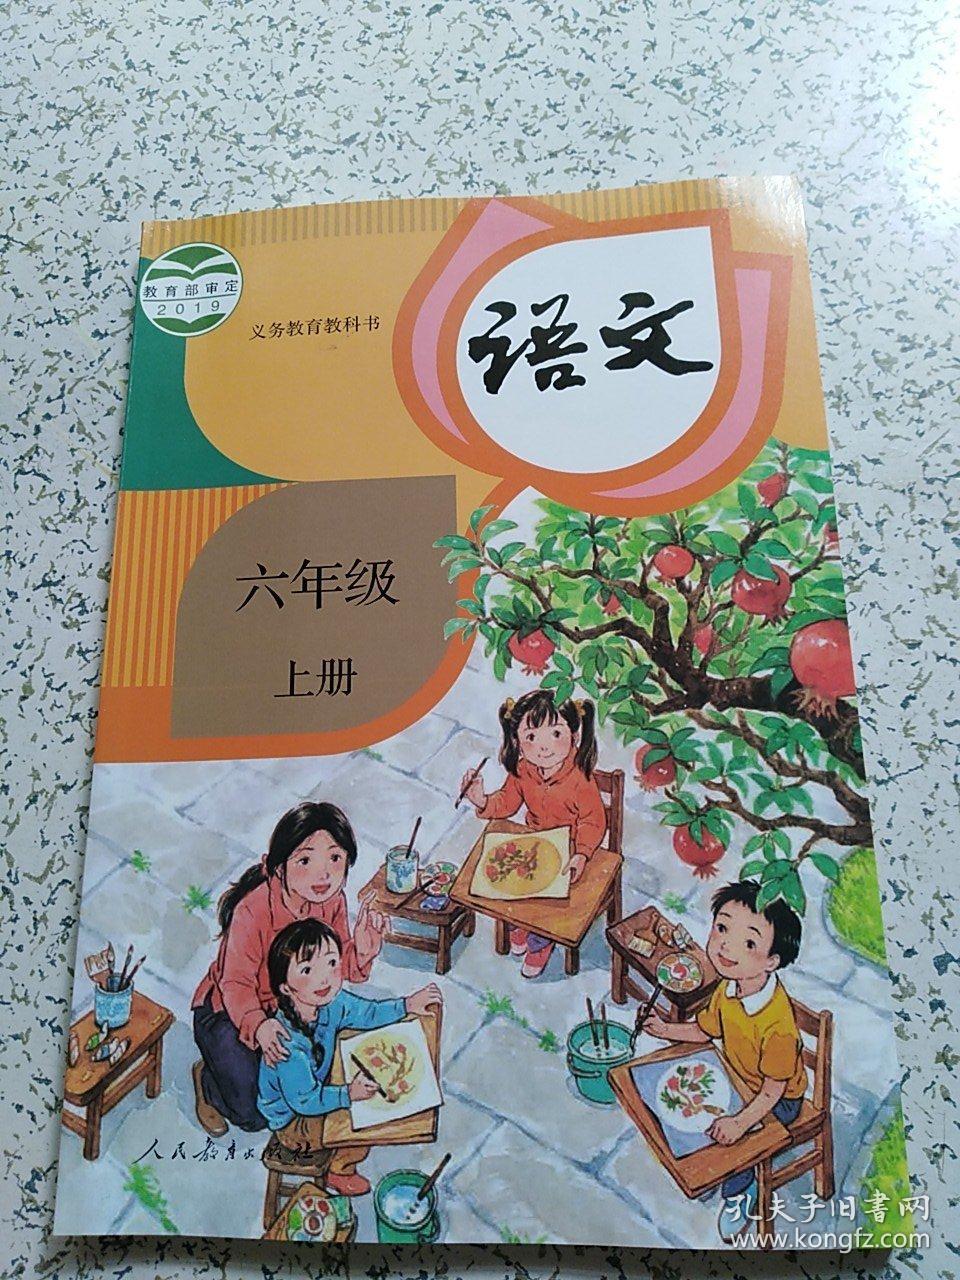 教育部审定
2019
义务教育教科书
语文
六年级
上册
人民教育出版社
孔夫子旧书网
www.kongfz.com